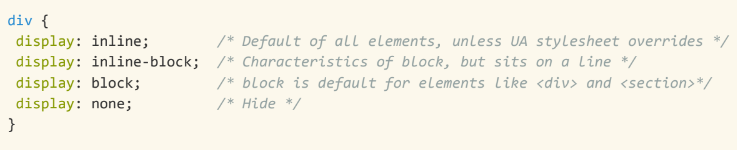 div {
 display: inline;        /* Default of all elements, unless UA stylesheet overrides */
 display: inline-block;  /* Characteristics of block, but sits on a line */
 display: block;         /* block is default for elements like <div> and <section>*/
 display: none;          /* Hide */
}